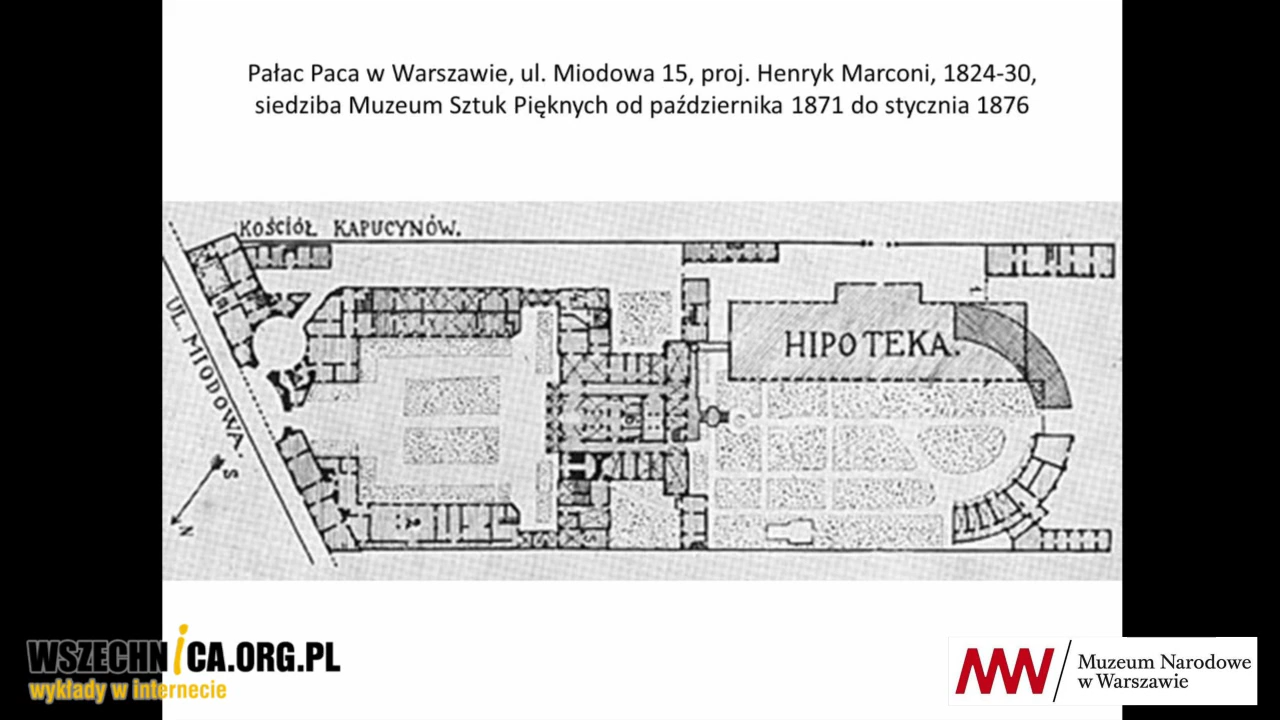 Pałac Paca w Warszawie, ul. Miodowa 15, proj. Henryk Marconi, 1824-30,
siedziba Muzeum Sztuk Pięknych od października 1871 do stycznia 1876
KOŚCIÓŁ KAPUCYNÓW.
UL. MIODOWA.
HIPOTEKA.
S
N
WSZECHNICA.ORG.PL
wykłady w internecie
MNW
Muzeum Narodowe
w Warszawie